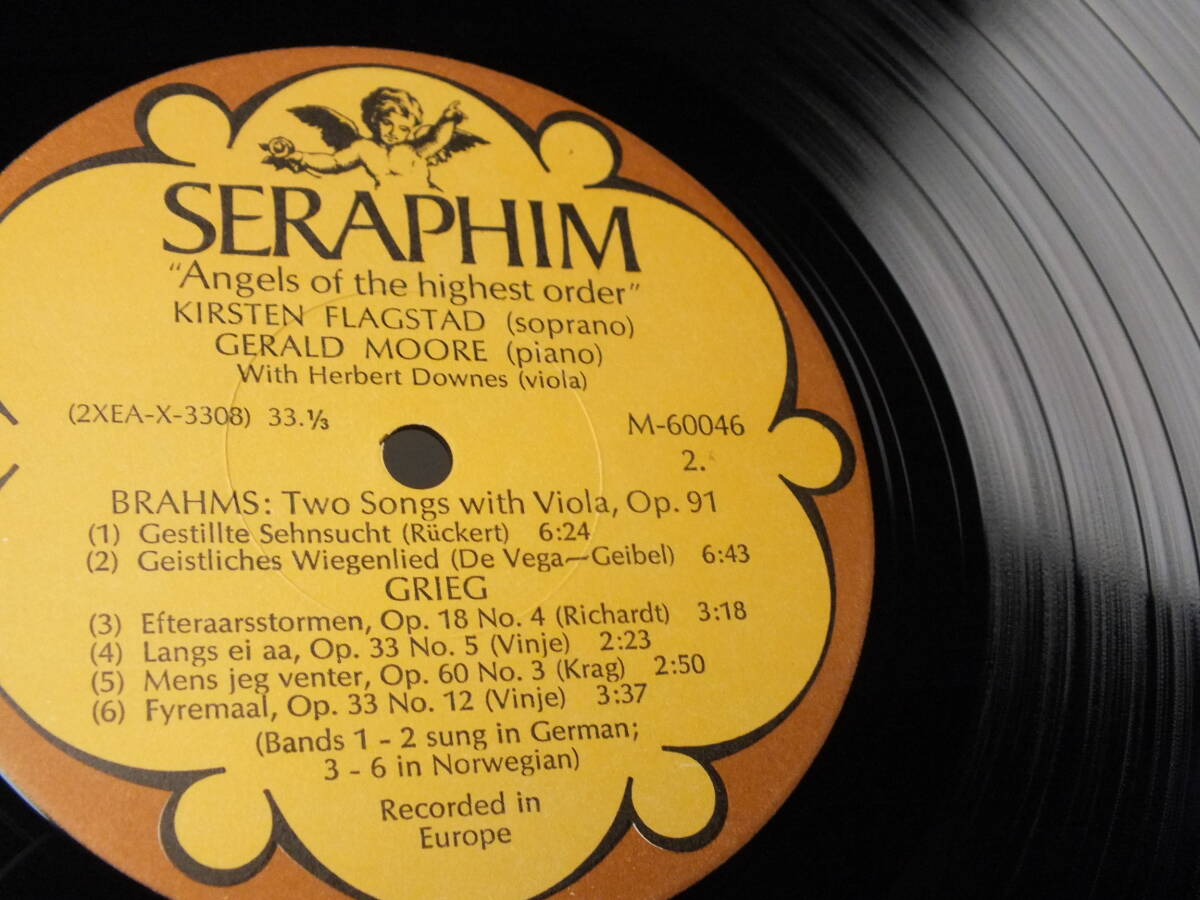 SERAPHIM
"Angels of the highest order"
KIRSTEN FLAGSTAD (soprano)
GERALD MOORE (piano)
With Herbert Downes (viola)
(2XEA-X-3308) 33.⅓ M-60046
2.
BRAHMS: Two Songs with Viola, Op. 91
(1) Gestillte Sehnsucht (Rückert) 6:24
(2) Geistliches Wiegenlied (De Vega—Geibel) 6:43
GRIEG
(3) Efteraarsstormen, Op. 18 No. 4 (Richardt) 3:18
(4) Langs ei aa, Op. 33 No. 5 (Vinje) 2:23
(5) Mens jeg venter, Op. 60 No. 3 (Krag) 2:50
(6) Fyremaal, Op. 33 No. 12 (Vinje) 3:37
(Bands 1 - 2 sung in German;
3 - 6 in Norwegian)
Recorded in
Europe